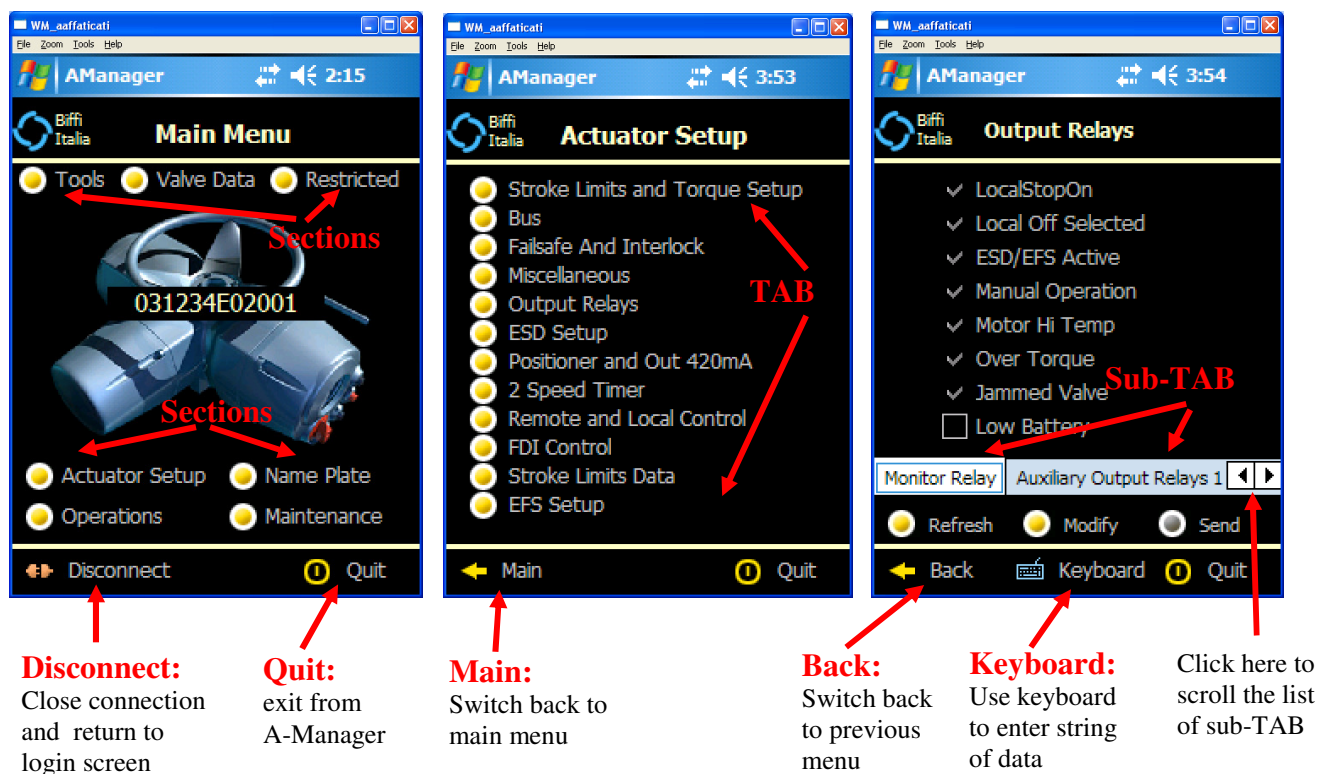 WM_aaffaticati
File Zoom Tools Help
AManager 2:15
Biffi
Italia
Main Menu
Tools Valve Data Restricted
Sections
031234E02001
Sections
Actuator Setup Name Plate
Operations Maintenance
Disconnect Quit
Disconnect:
Close connection
and return to
login screen
Quit:
exit from
A-Manager
WM_aaffaticati
File Zoom Tools Help
AManager 3:53
Biffi
Italia
Actuator Setup
Stroke Limits and Torque Setup
Bus
Failsafe And Interlock
Miscellaneous
TAB
Output Relays
ESD Setup
Positioner and Out 420mA
2 Speed Timer
Remote and Local Control
FDI Control
Stroke Limits Data
EFS Setup
Main Quit
Main:
Switch back to
main menu
WM_aaffaticati
File Zoom Tools Help
AManager 3:54
Biffi
Italia
Output Relays
LocalStopOn
Local Off Selected
ESD/EFS Active
Manual Operation
Motor Hi Temp
Over Torque
Sub-TAB
Jammed Valve
Low Battery
Monitor Relay Auxiliary Output Relays 1
Refresh Modify Send
Back Keyboard Quit
Back:
Switch back
to previous
menu
Keyboard:
Use keyboard
to enter string
of data
Click here to
scroll the list
of sub-TAB